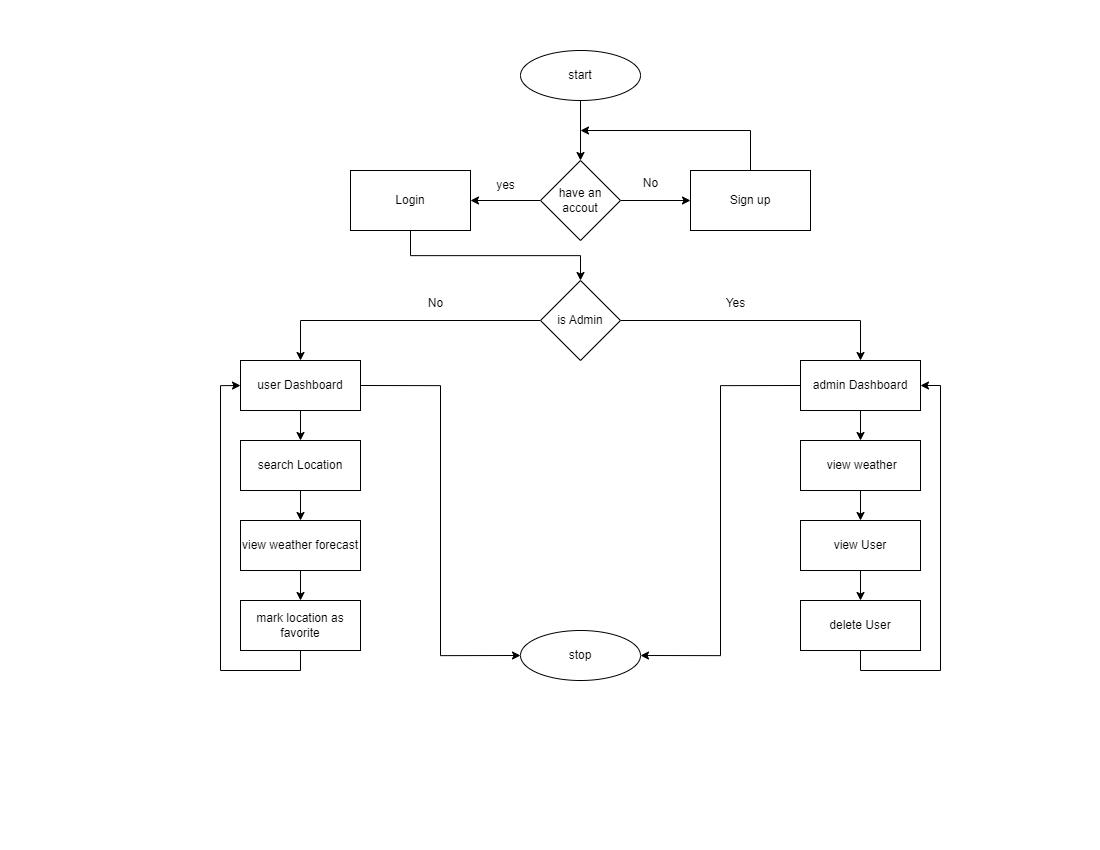 start
yes
No
Login
have an
accout
Sign up
No
Yes
is Admin
user Dashboard
admin Dashboard
search Location
view weather
view weather forecast
view User
mark location as
favorite
delete User
stop